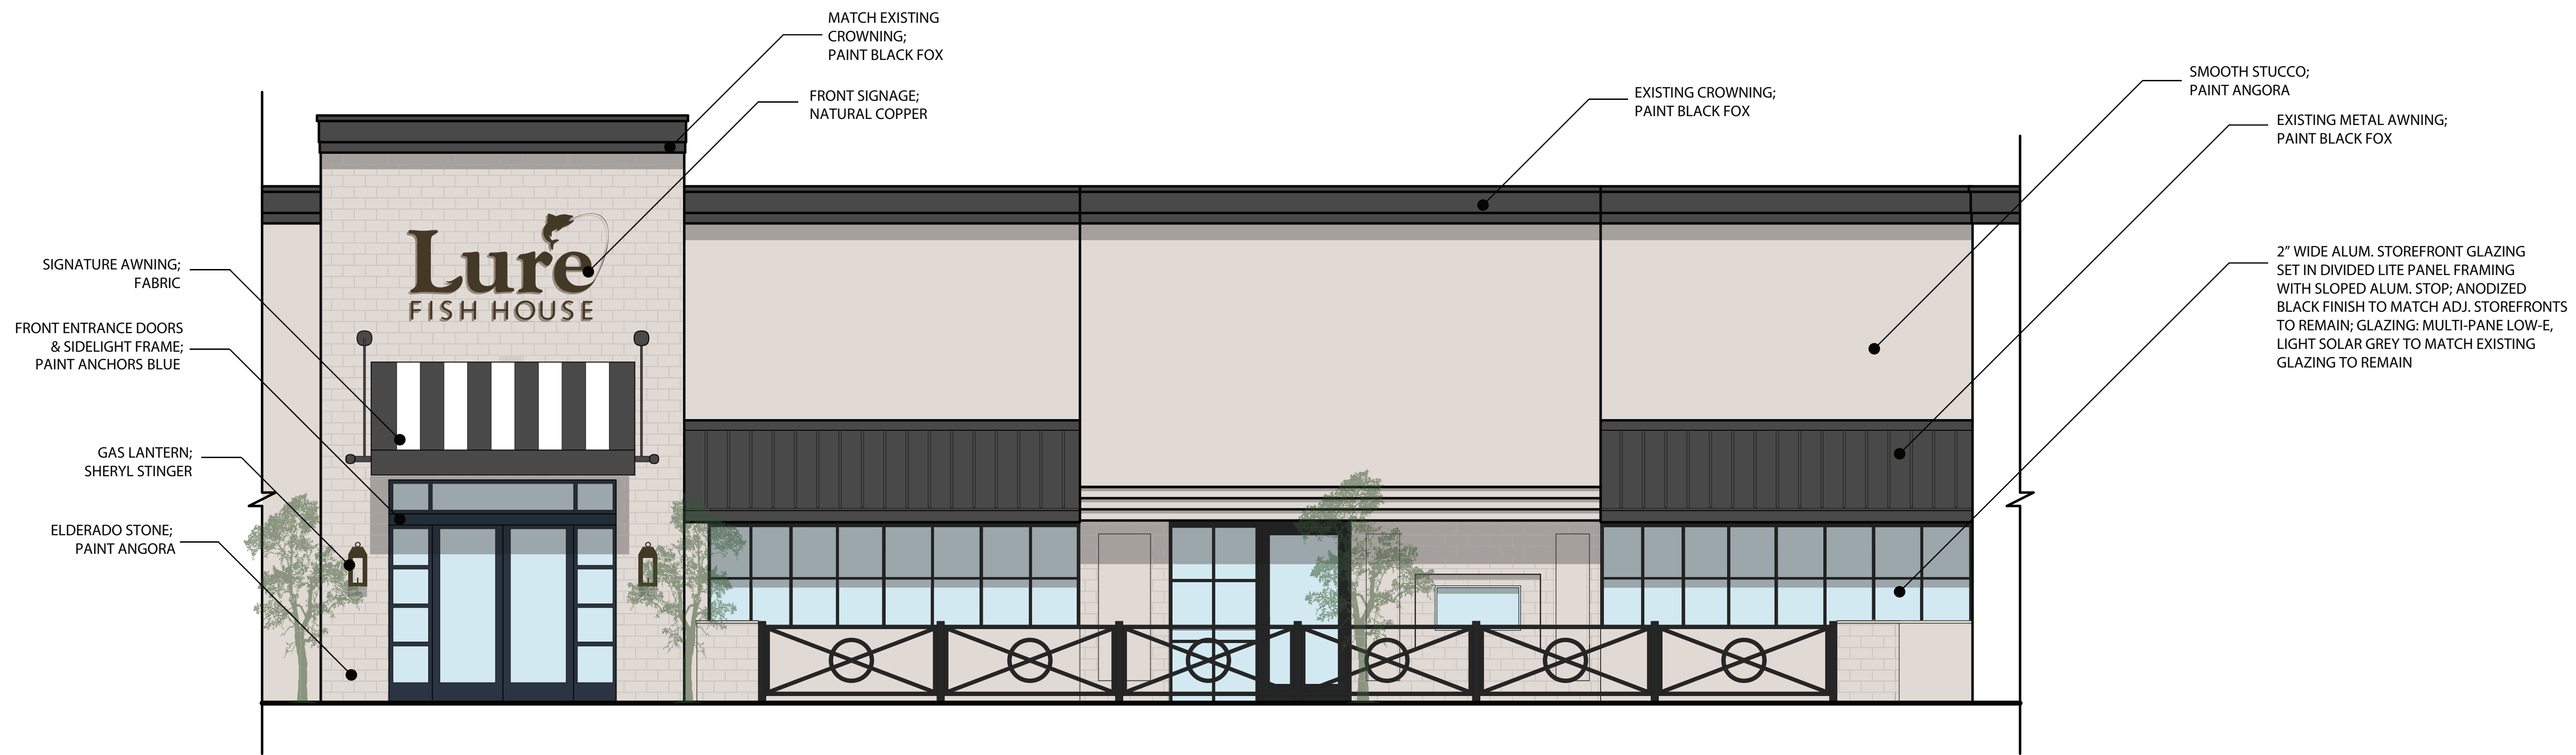 MATCH EXISTING
CROWNING;
PAINT BLACK FOX
FRONT SIGNAGE;
NATURAL COPPER
EXISTING CROWNING;
PAINT BLACK FOX
SMOOTH STUCCO;
PAINT ANGORA
EXISTING METAL AWNING;
PAINT BLACK FOX
2” WIDE ALUM. STOREFRONT GLAZING
SET IN DIVIDED LITE PANEL FRAMING
WITH SLOPED ALUM. STOP; ANODIZED
BLACK FINISH TO MATCH ADJ. STOREFRONTS
TO REMAIN; GLAZING: MULTI-PANE LOW-E,
LIGHT SOLAR GREY TO MATCH EXISTING
GLAZING TO REMAIN
Lure
FISH HOUSE
SIGNATURE AWNING;
FABRIC
FRONT ENTRANCE DOORS
& SIDELIGHT FRAME;
PAINT ANCHORS BLUE
GAS LANTERN;
SHERYL STINGER
ELDERADO STONE;
PAINT ANGORA